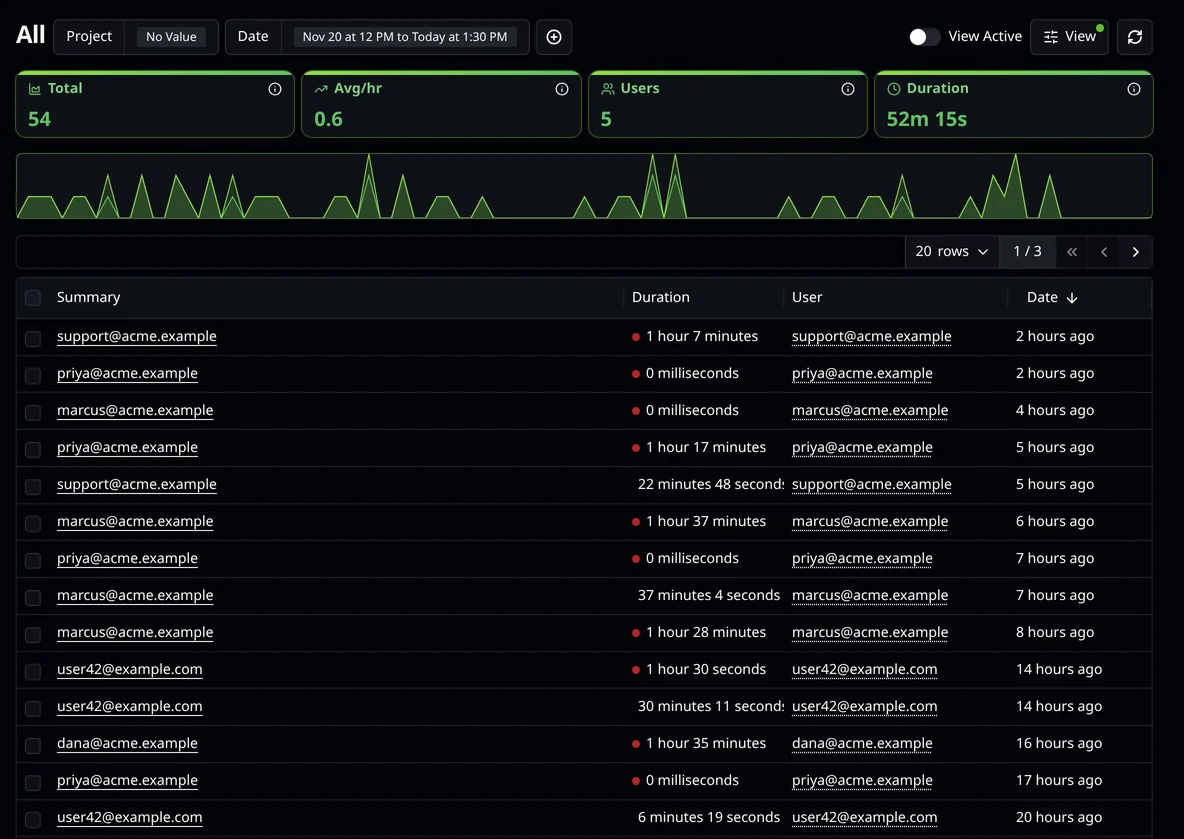 All Project No Value Date Nov 20 at 12 PM to Today at 1:30 PM View Active View
Total Avg/hr Users Duration
54 0.6 5 52m 15s
20 rows 1 / 3
Summary Duration User Date
support@acme.example 1 hour 7 minutes support@acme.example 2 hours ago
priya@acme.example 0 milliseconds priya@acme.example 2 hours ago
marcus@acme.example 0 milliseconds marcus@acme.example 4 hours ago
priya@acme.example 1 hour 17 minutes priya@acme.example 5 hours ago
support@acme.example 22 minutes 48 seconds support@acme.example 5 hours ago
marcus@acme.example 1 hour 37 minutes marcus@acme.example 6 hours ago
priya@acme.example 0 milliseconds priya@acme.example 7 hours ago
marcus@acme.example 37 minutes 4 seconds marcus@acme.example 7 hours ago
marcus@acme.example 1 hour 28 minutes marcus@acme.example 8 hours ago
user42@example.com 1 hour 30 seconds user42@example.com 14 hours ago
user42@example.com 30 minutes 11 seconds user42@example.com 14 hours ago
dana@acme.example 1 hour 35 minutes dana@acme.example 16 hours ago
priya@acme.example 0 milliseconds priya@acme.example 17 hours ago
user42@example.com 6 minutes 19 seconds user42@example.com 20 hours ago